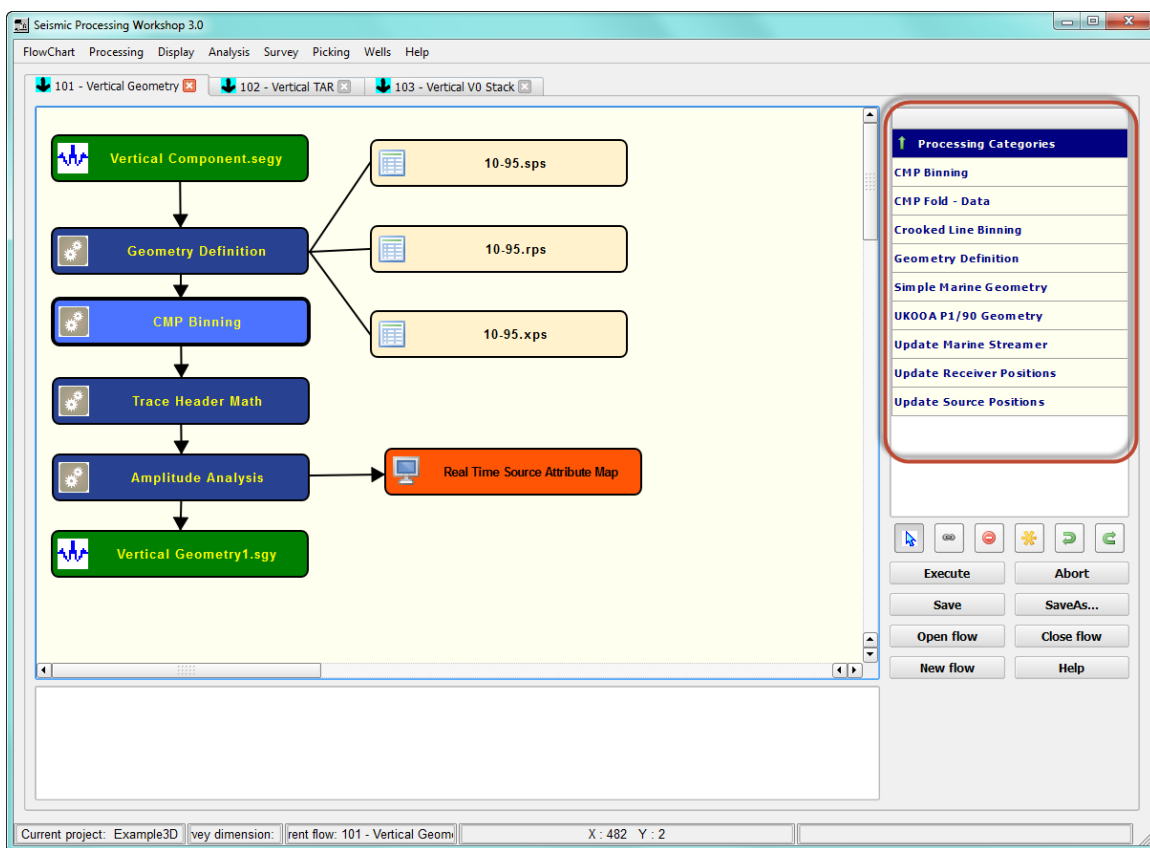 Seismic Processing Workshop 3.0
FlowChart Processing Display Analysis Survey Picking Wells Help
101 - Vertical Geometry
102 - Vertical TAR
103 - Vertical V0 Stack
Vertical Component.segy
10-95.sps
Geometry Definition
10-95.rps
CMP Binning
10-95.xps
Trace Header Math
Amplitude Analysis
Real Time Source Attribute Map
Vertical Geometry1.sgy
Processing Categories
CMP Binning
CMP Fold - Data
Crooked Line Binning
Geometry Definition
Simple Marine Geometry
UKOOA P1/90 Geometry
Update Marine Streamer
Update Receiver Positions
Update Source Positions
Execute Abort
Save SaveAs...
Open flow Close flow
New flow Help
Current project: Example3D vey dimension: rent flow: 101 - Vertical Geom X : 482 Y : 2